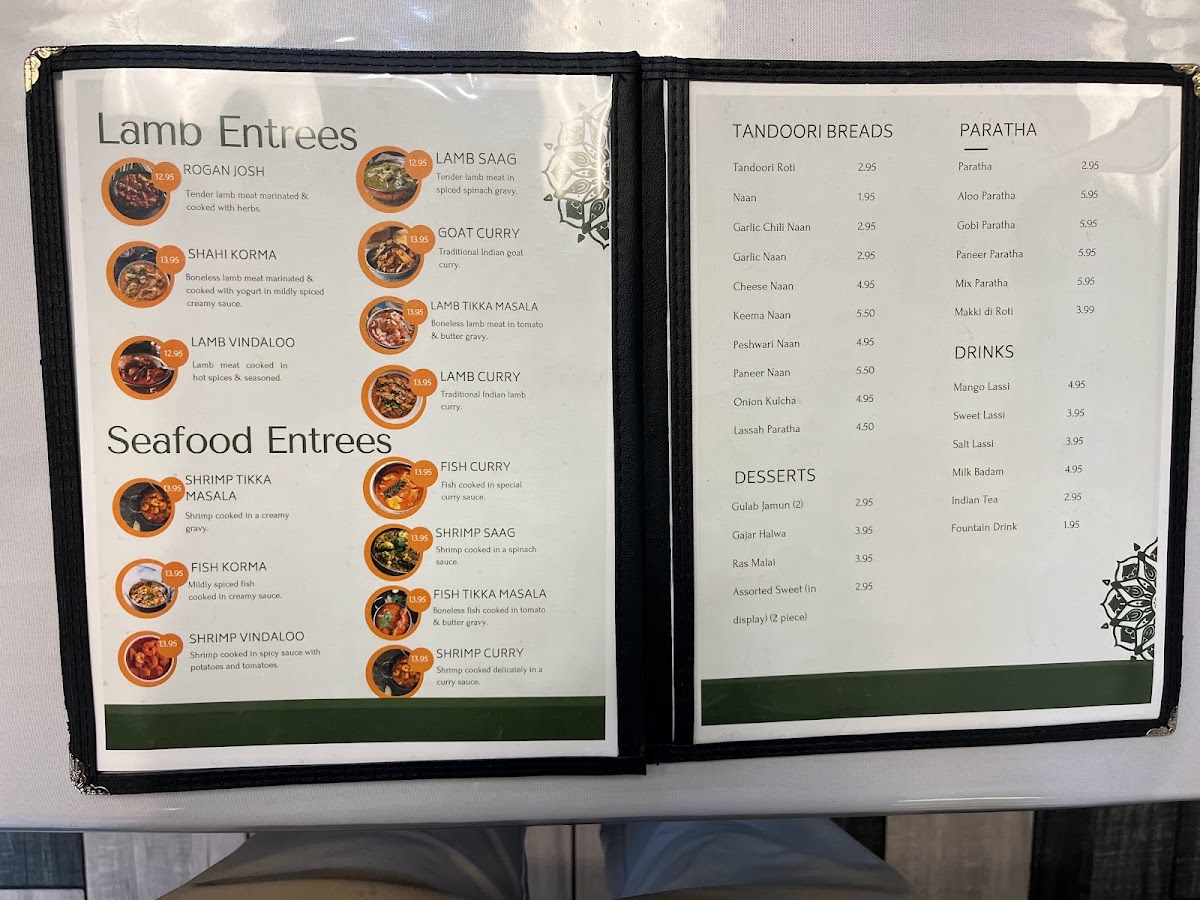 Lamb Entrees
12.95
ROGAN JOSH
Tender lamb meat marinated &
cooked with herbs.
13.95
SHAHI KORMA
Boneless lamb meat marinated &
cooked with yogurt in mildly spiced
creamy sauce.
12.95
LAMB VINDALOO
Lamb meat cooked in
hot spices & seasoned.
12.95
LAMB SAAG
Tender lamb meat in
spiced spinach gravy.
13.95
GOAT CURRY
Traditional Indian goat
curry.
13.95
LAMB TIKKA MASALA
Boneless lamb meat in tomato
& butter gravy.
13.95
LAMB CURRY
Traditional Indian lamb
curry.
Seafood Entrees
13.95
SHRIMP TIKKA
MASALA
Shrimp cooked in a creamy
gravy.
13.95
FISH KORMA
Mildly spiced fish
cooked in creamy sauce.
13.95
SHRIMP VINDALOO
Shrimp cooked in spicy sauce with
potatoes and tomatoes.
13.95
FISH CURRY
Fish cooked in special
curry sauce.
13.95
SHRIMP SAAG
Shrimp cooked in a spinach
sauce.
13.95
FISH TIKKA MASALA
Boneless fish cooked in tomato
& butter gravy.
13.95
SHRIMP CURRY
Shrimp cooked delicately in a
curry sauce.
TANDOORI BREADS
Tandoori Roti 2.95
Naan 1.95
Garlic Chili Naan 2.95
Garlic Naan 2.95
Cheese Naan 4.95
Keema Naan 5.50
Peshwari Naan 4.95
Paneer Naan 5.50
Onion Kulcha 4.95
Lassah Paratha 4.50
DESSERTS
Gulab Jamun (2) 2.95
Gajar Halwa 3.95
Ras Malai 3.95
Assorted Sweet (in 2.95
display) (2 piece)
PARATHA
Paratha 2.95
Aloo Paratha 5.95
Gobi Paratha 5.95
Paneer Paratha 5.95
Mix Paratha 5.95
Makki di Roti 3.99
DRINKS
Mango Lassi 4.95
Sweet Lassi 3.95
Salt Lassi 3.95
Milk Badam 4.95
Indian Tea 2.95
Fountain Drink 1.95